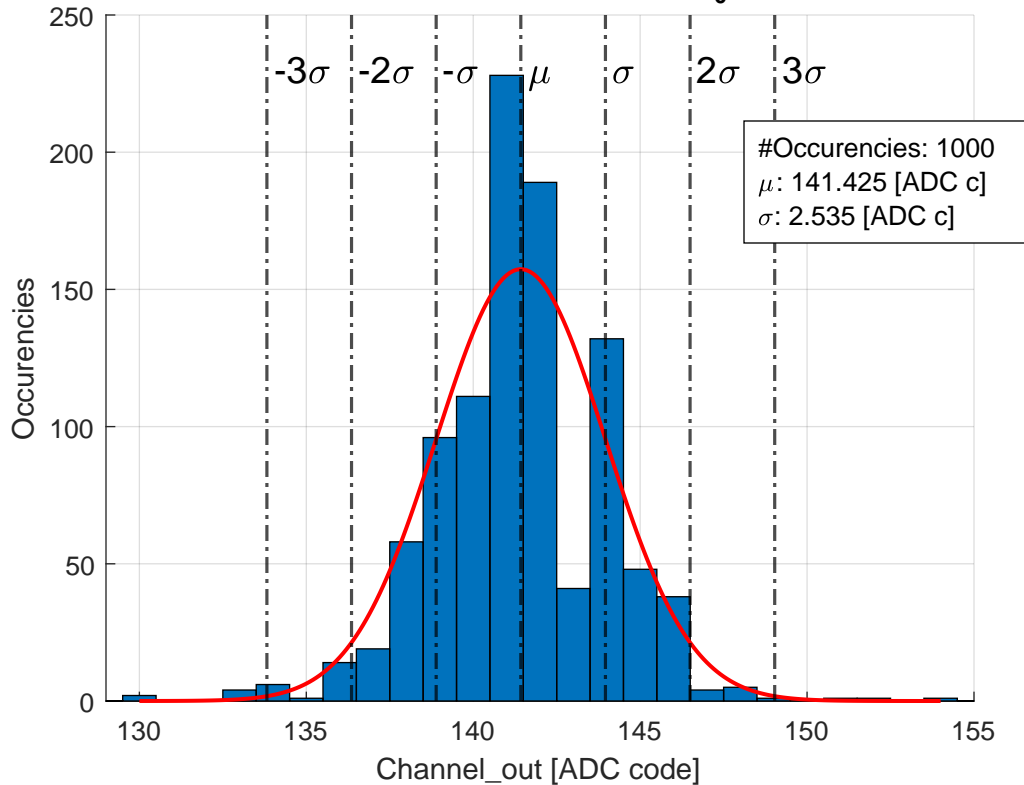 250
200
150
100
50
0
-3σ -2σ -σ μ σ 2σ 3σ
#Occurencies: 1000
μ: 141.425 [ADC c]
σ: 2.535 [ADC c]
Occurencies
130 135 140 145 150 155
Channel_out [ADC code]